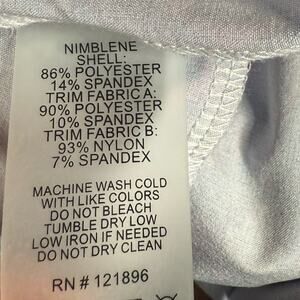 NIMBLENE
SHELL:
86% POLYESTER
14% SPANDEX
TRIM FABRIC A:
90% POLYESTER
10% SPANDEX
TRIM FABRIC B:
93% NYLON
7% SPANDEX
MACHINE WASH COLD
WITH LIKE COLORS
DO NOT BLEACH
TUMBLE DRY LOW
LOW IRON IF NEEDED
DO NOT DRY CLEAN
RN # 121896